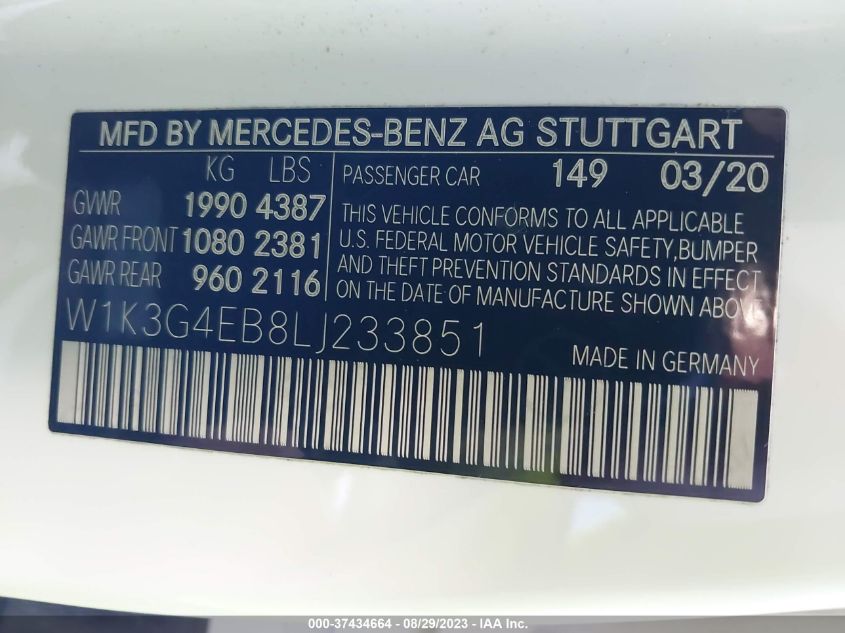 MFD BY MERCEDES-BENZ AG STUTTGART
KG LBS
GVWR 1990 4387
GAWR FRONT 1080 2381
GAWR REAR 960 2116
PASSENGER CAR 149 03/20
THIS VEHICLE CONFORMS TO ALL APPLICABLE
U.S. FEDERAL MOTOR VEHICLE SAFETY,BUMPER
AND THEFT PREVENTION STANDARDS IN EFFECT
ON THE DATE OF MANUFACTURE SHOWN ABOVE.
W1K3G4EB8LJ233851
MADE IN GERMANY
000-37434664 - 08/29/2023 - IAA Inc.